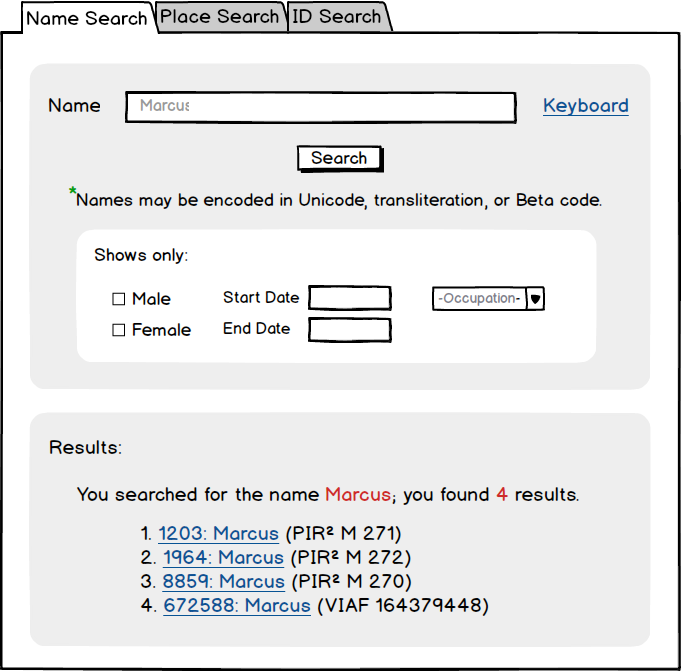 Name Search Place Search ID Search
Name Marcus Keyboard
Search
*Names may be encoded in Unicode, transliteration, or Beta code.
Shows only:
Male Start Date -Occupation-
Female End Date
Results:
You searched for the name Marcus; you found 4 results.
1. 1203: Marcus (PIR² M 271)
2. 1964: Marcus (PIR² M 272)
3. 8859: Marcus (PIR² M 270)
4. 672588: Marcus (VIAF 164379448)